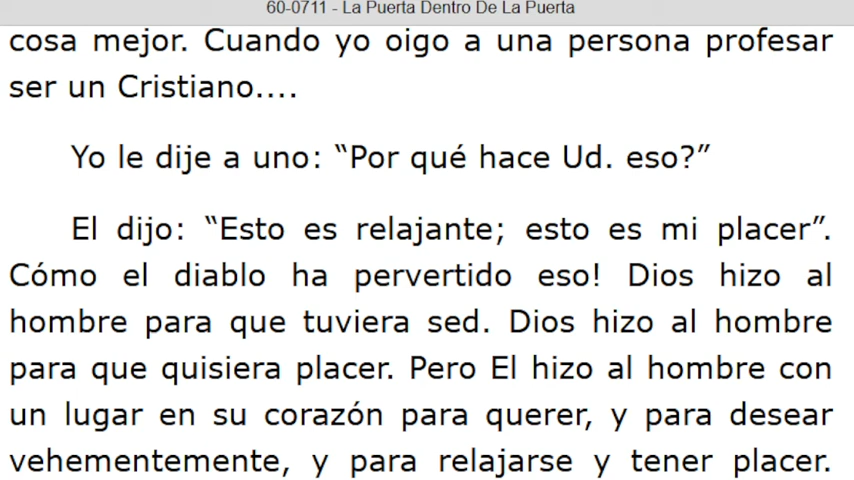 60-0711 - La Puerta Dentro De La Puerta
cosa mejor. Cuando yo oigo a una persona profesar
ser un Cristiano....
Yo le dije a uno: “Por qué hace Ud. eso?”
El dijo: “Esto es relajante; esto es mi placer”.
Cómo el diablo ha pervertido eso! Dios hizo al
hombre para que tuviera sed. Dios hizo al hombre
para que quisiera placer. Pero El hizo al hombre con
un lugar en su corazón para querer, y para desear
vehementemente, y para relajarse y tener placer.